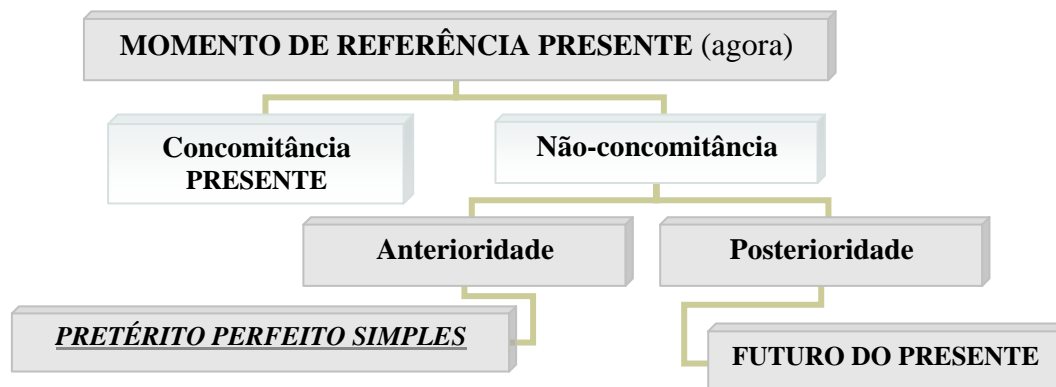 MOMENTO DE REFERÊNCIA PRESENTE (agora)
Concomitância
PRESENTE
Não-concomitância
Anterioridade
Posterioridade
PRETÉRITO PERFEITO SIMPLES
FUTURO DO PRESENTE